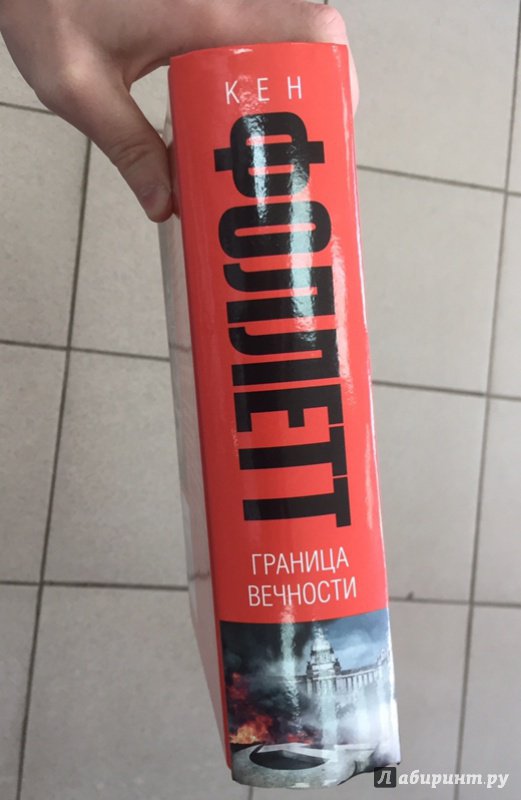 КЕН
ФОЛЛЕТТ
ГРАНИЦА
ВЕЧНОСТИ
Лабиринт.ру